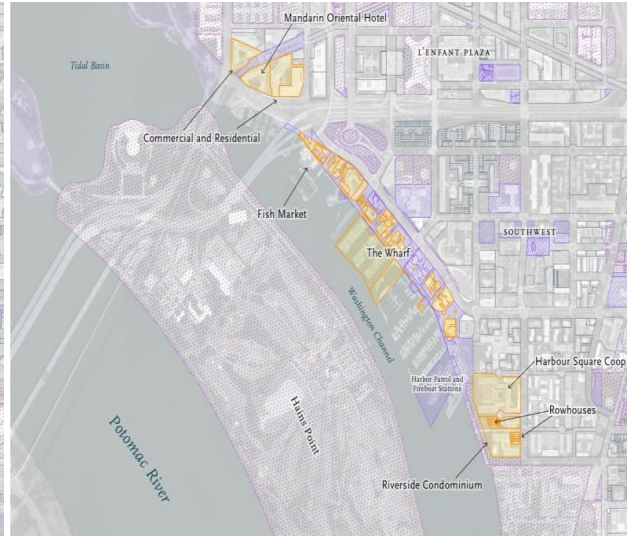 Mandarin Oriental Hotel
L'ENFANT PLAZA
Tidal Basin
Commercial and Residential
Fish Market
SOUTHWEST
The Wharf
Washington Channel
Harbour Square Coop
Harbor Patrol and
Fireboat Stations
Rowhouses
Hains Point
Potomac River
Riverside Condominium